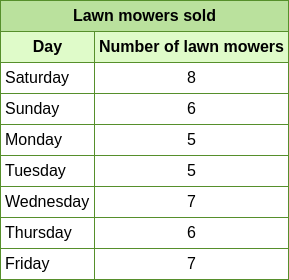 Lawn mowers sold
Day Number of lawn mowers
Saturday 8
Sunday 6
Monday 5
Tuesday 5
Wednesday 7
Thursday 6
Friday 7